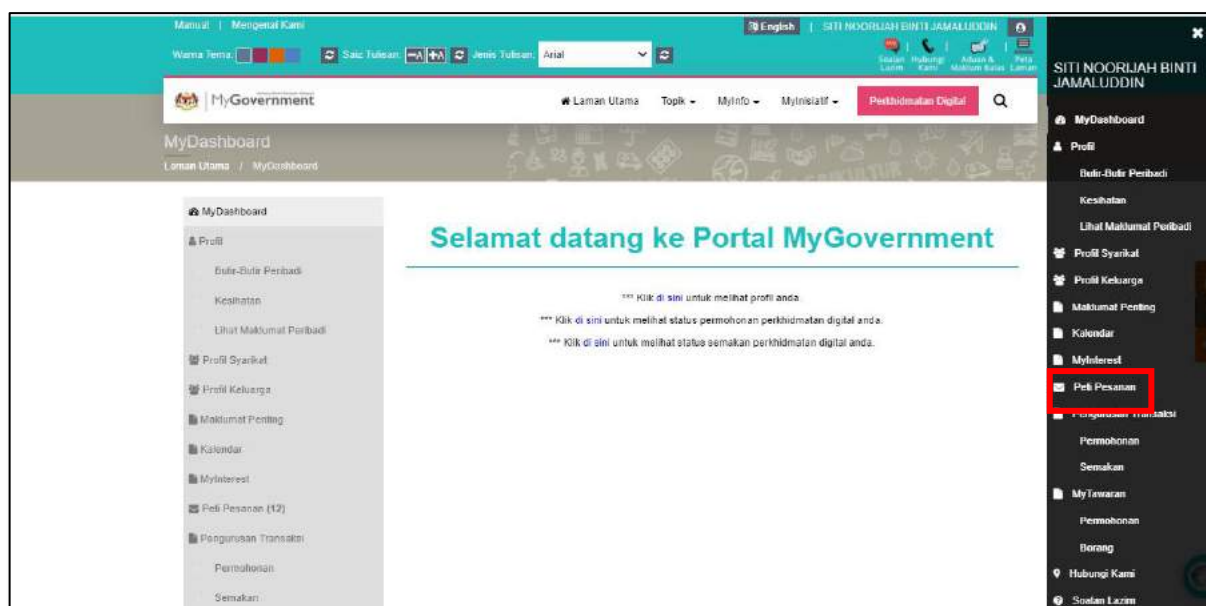 Manual | Mengenai Kami
English | SITI NOORIJAH BINTI JAMALUDDIN
Warna Tema: Saiz Tulisan: -A +A Jenis Tulisan: Arial
Soalan Lazim | Hubungi Kami | Aduan & Maklum Balas | Peta Laman
MyGovernment
Laman Utama Topik MyInfo MyInisiatif Perkhidmatan Digital
MyDashboard
Laman Utama / MyDashboard
MyDashboard
Profil
Butir-Butir Peribadi
Kesihatan
Lihat Maklumat Peribadi
Profil Syarikat
Profil Keluarga
Maklumat Penting
Kalendar
MyInterest
Peti Pesanan (12)
Pengurusan Transaksi
Permohonan
Semakan
Selamat datang ke Portal MyGovernment
*** Klik di sini untuk melihat profil anda
*** Klik di sini untuk melihat status permohonan perkhidmatan digital anda.
*** Klik di sini untuk melihat status semakan perkhidmatan digital anda.
SITI NOORIJAH BINTI
JAMALUDDIN
MyDashboard
Profil
Butir-Butir Peribadi
Kesihatan
Lihat Maklumat Peribadi
Profil Syarikat
Profil Keluarga
Maklumat Penting
Kalendar
MyInterest
Peti Pesanan
Pengurusan Transaksi
Permohonan
Semakan
MyTawaran
Permohonan
Borang
Hubungi Kami
Soalan Lazim